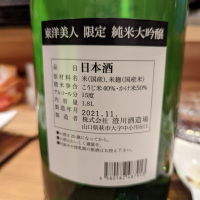 東洋美人 限定 純米大吟醸
品目 日本酒
原材料名 米(国産)、米麹(国産米)
精米歩合 こうじ米40%・かけ米50%
アルコール分 15度
内容量 1.8L
製造年月 2021.11.
製造者 株式会社 澄川酒造場
山口県萩市大字中小川611